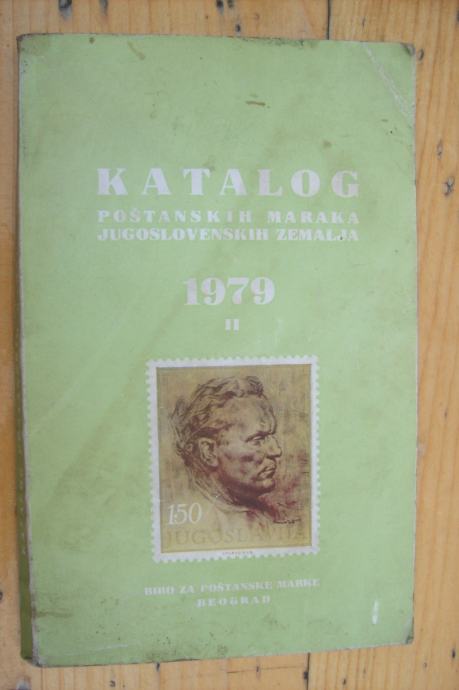 KATALOG
POŠTANSKIH MARAKA
JUGOSLOVENSKIH ZEMALJA
1979
II
1·50
JUGOSLAVIJA
BIRO ZA POŠTANSKE MARKE
BEOGRAD